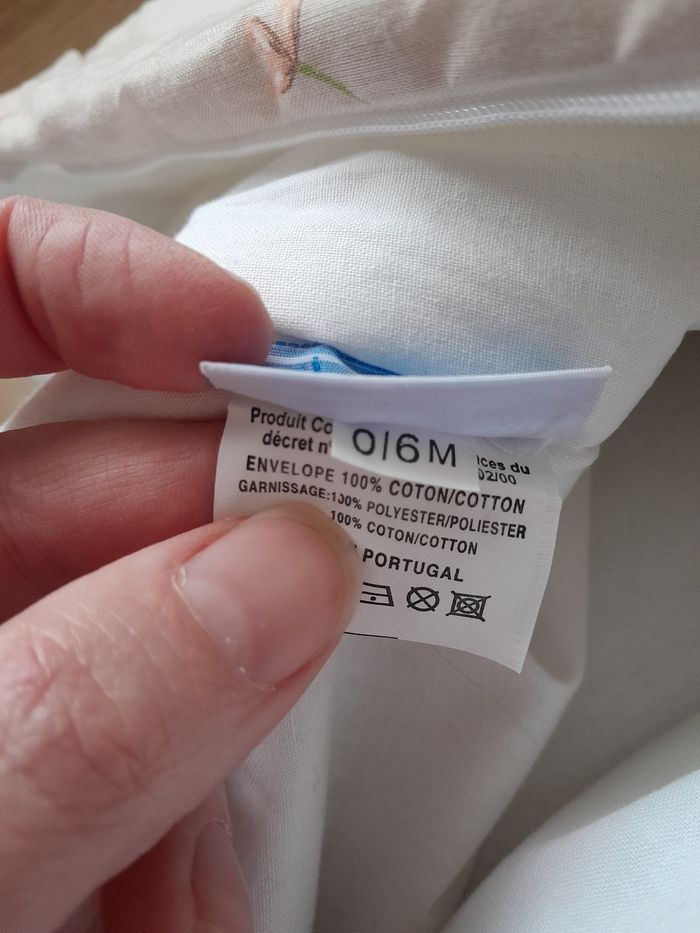 Produit Co
décret n°
0/6M
ices du
02/00
ENVELOPE 100% COTON/COTTON
GARNISSAGE:100% POLYESTER/POLIESTER
100% COTON/COTTON
PORTUGAL